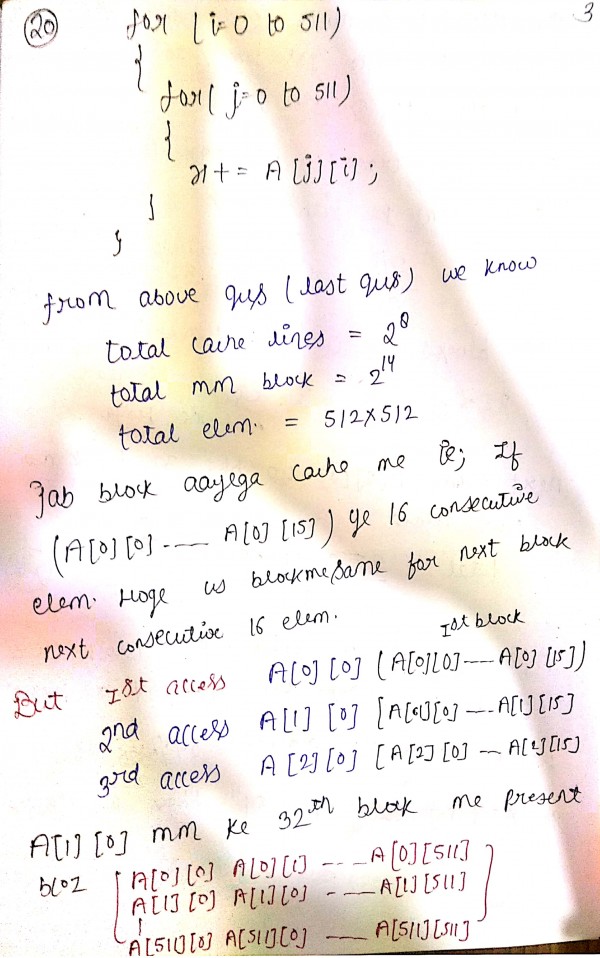 3
20 for (i=0 to 511)
{
for( j=0 to 511)
{
x+= A[j][i];
}
}
from above qus (last qus) we know
total cache lines = 2^8
total mm block = 2^14
total elem. = 512×512
Jab block aayega cache me If
(A[0][0] ---- A[0][15]) ye 16 consecutive
elem. Hoge us block me same for next block
next consecutive 16 elem.
Ist block
But Ist access A[0][0] (A[0][0] --- A[0][15])
2nd access A[1][0] [A[1][0] --- A[1][15]
3rd access A[2][0] [A[2][0] -- A[2][15]
A[1][0] mm ke 32th block me present
bcoz A[0][0] A[0][1] --- A[0][511]
A[1][0] A[1][0] --- A[1][511]
A[511][0] A[511][0] --- A[511][511]